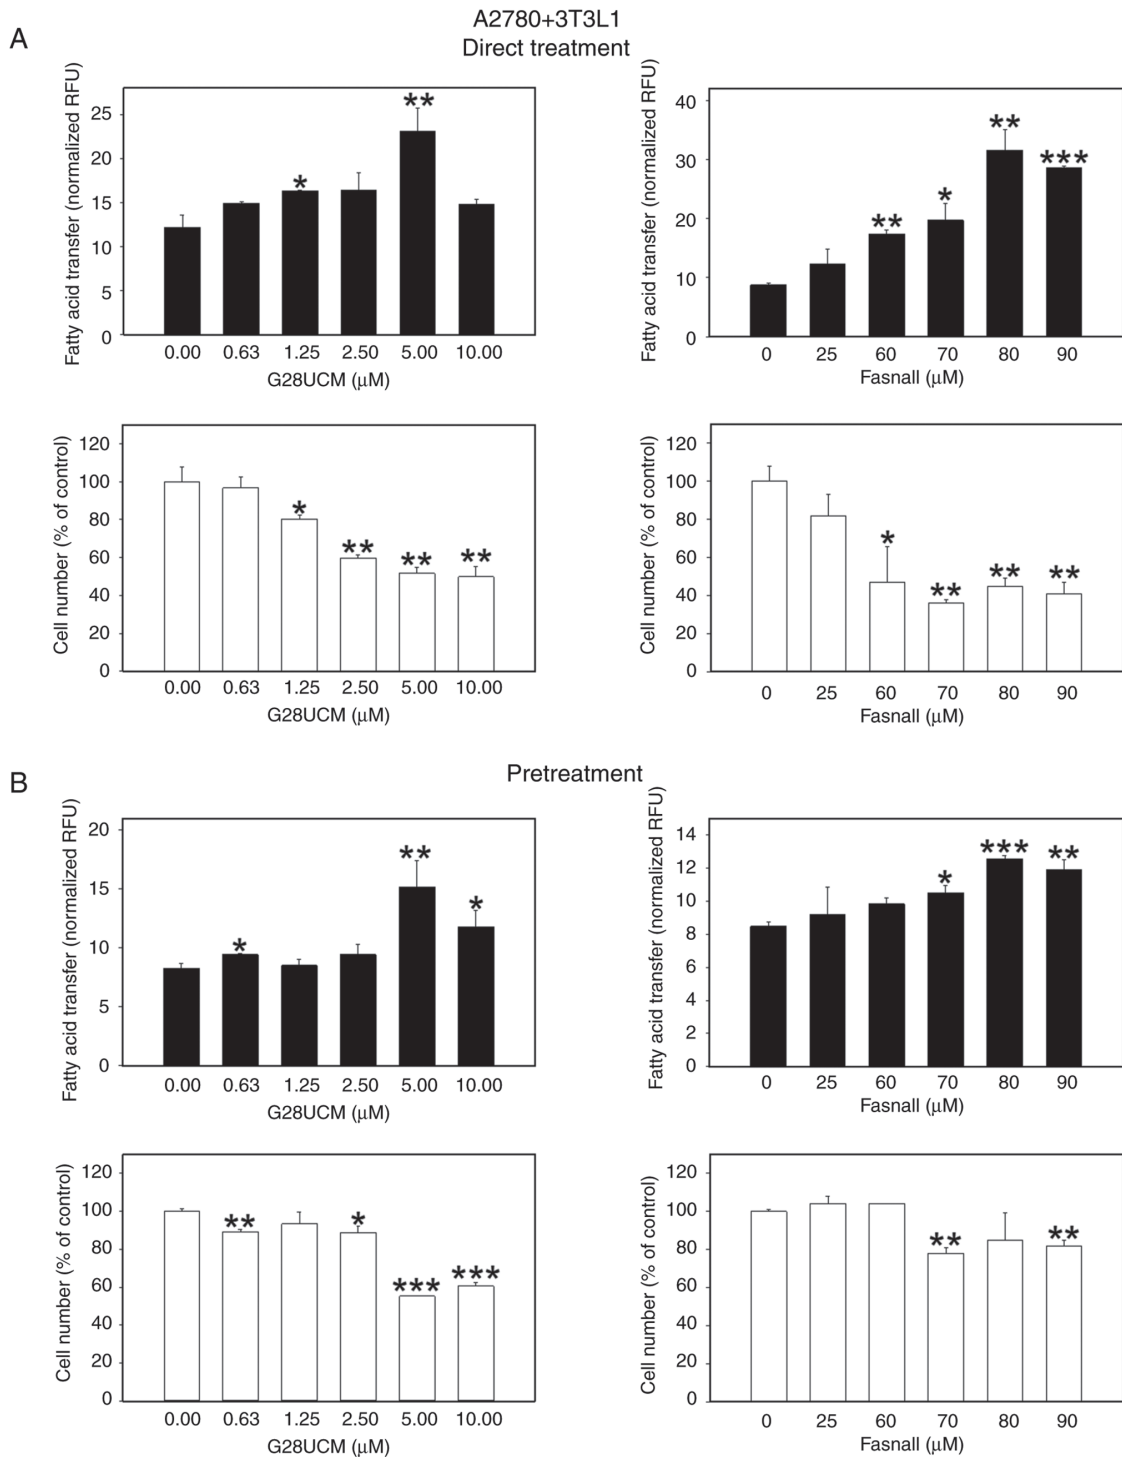 A2780+3T3L1
A
Direct treatment
Fatty acid transfer (normalized RFU)
25
20
15
10
5
0
**
*
0.00 0.63 1.25 2.50 5.00 10.00
G28UCM (μM)
Fatty acid transfer (normalized RFU)
40
30
20
10
0
**
***
*
**
0 25 60 70 80 90
Fasnall (μM)
Cell number (% of control)
120
100
80
60
40
20
0
*
** ** **
0.00 0.63 1.25 2.50 5.00 10.00
G28UCM (μM)
Cell number (% of control)
120
100
80
60
40
20
0
*
** ** **
0 25 60 70 80 90
Fasnall (μM)
B
Pretreatment
Fatty acid transfer (normalized RFU)
20
15
10
5
0
*
**
*
0.00 0.63 1.25 2.50 5.00 10.00
G28UCM (μM)
Fatty acid transfer (normalized RFU)
14
12
10
8
6
4
2
0
*
*** **
0 25 60 70 80 90
Fasnall (μM)
Cell number (% of control)
120
100
80
60
40
20
0
** *
*** ***
0.00 0.63 1.25 2.50 5.00 10.00
G28UCM (μM)
Cell number (% of control)
120
100
80
60
40
20
0
** **
0 25 60 70 80 90
Fasnall (μM)